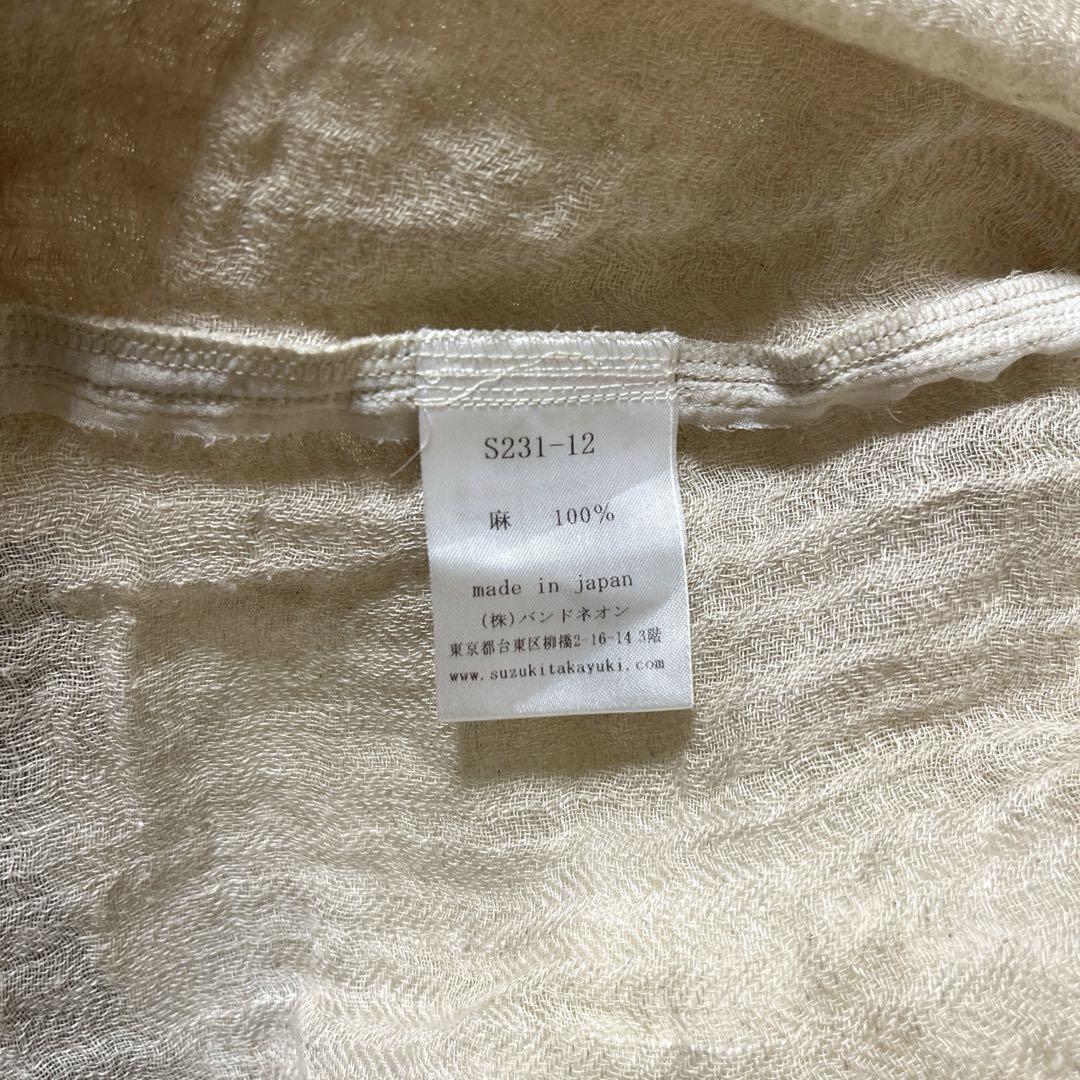 S231-12
麻 100%
made in japan
(株)バンドネオン
東京都台東区柳橋2-16-14 3階
www.suzukitakayuki.com